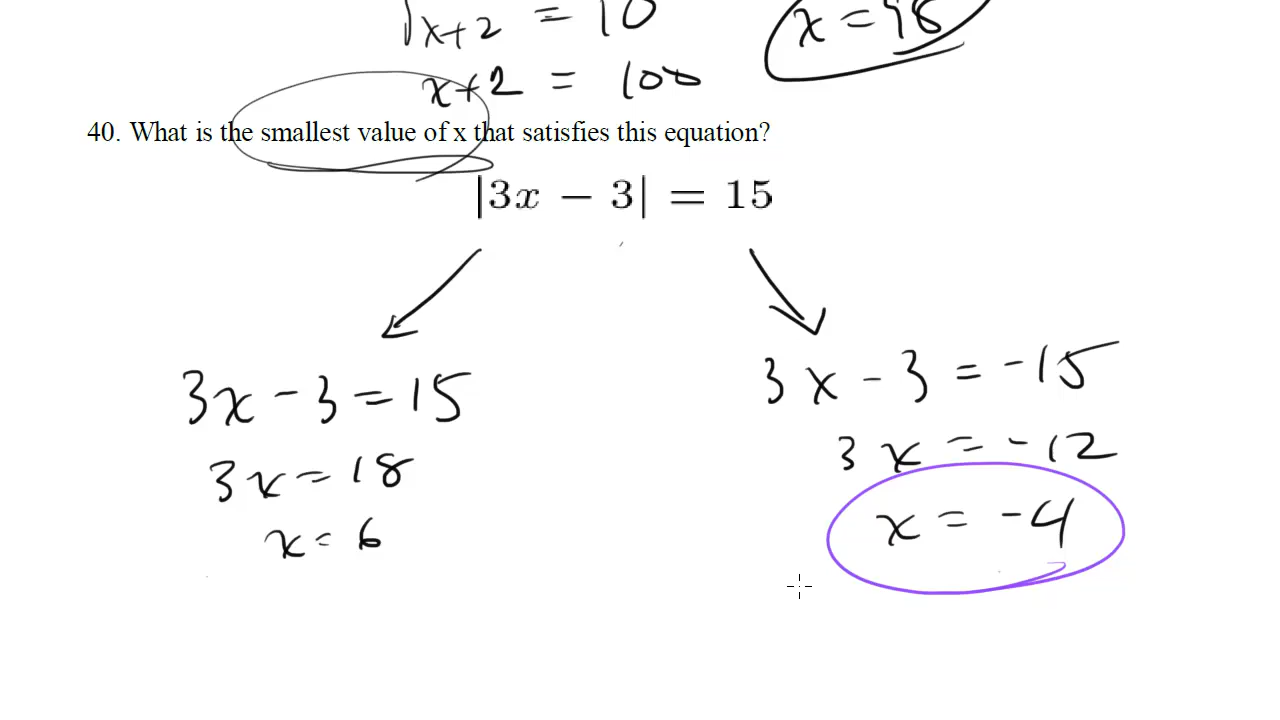 √x+2 = 10
x = 98
x+2 = 100
40. What is the smallest value of x that satisfies this equation?
|3x − 3| = 15
3x - 3 = 15
3x = 18
x = 6
3x - 3 = -15
3x = -12
x = -4